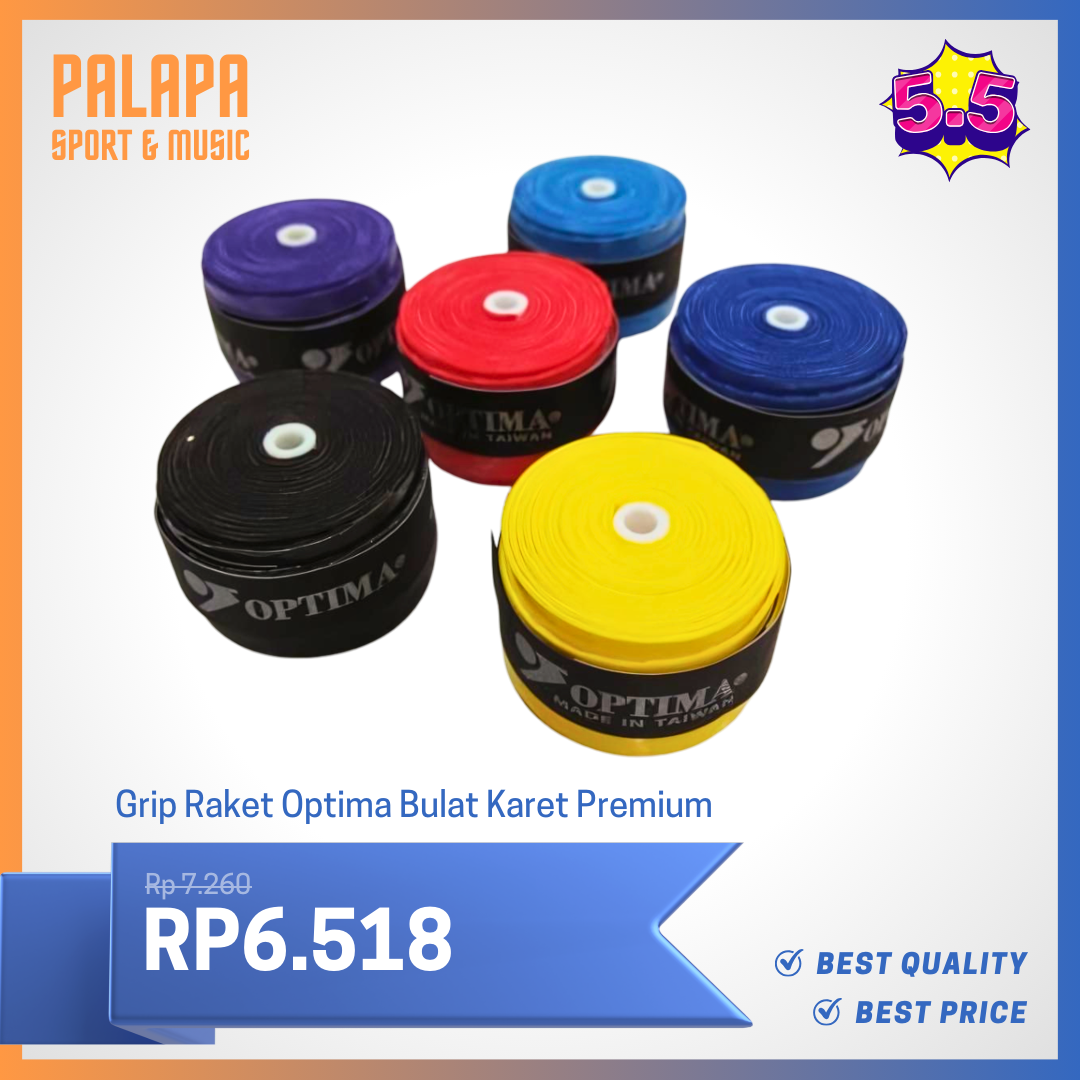 PALAPA
SPORT & MUSIC
5.5
OPTIMA
MADE IN TAIWAN
OPTIMA
OPTIMA
MADE IN TAIWAN
Grip Raket Optima Bulat Karet Premium
Rp 7.260
RP6.518
BEST QUALITY
BEST PRICE